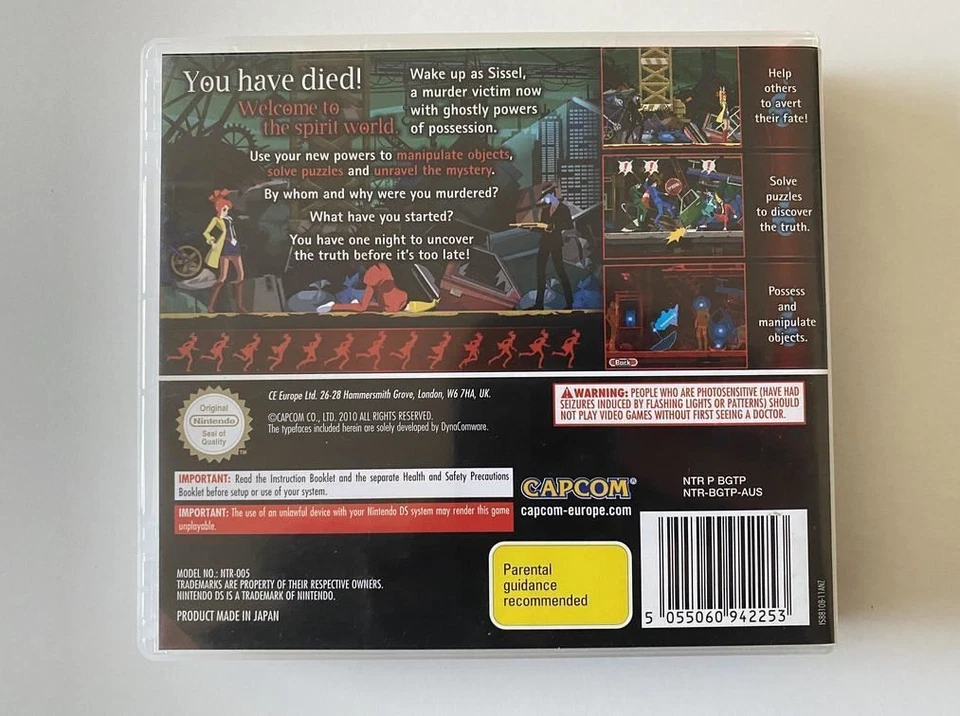 You have died!
Welcome to
the spirit world.
Wake up as Sissel,
a murder victim now
with ghostly powers
of possession.
Use your new powers to manipulate objects,
solve puzzles and unravel the mystery.
By whom and why were you murdered?
What have you started?
You have one night to uncover
the truth before it's too late!
Help
others
to avert
their fate!
Solve
puzzles
to discover
the truth.
Possess
and
manipulate
objects.
Back
Original
Nintendo
Seal of
Quality
TM
CE Europe Ltd. 26-28 Hammersmith Grove, London, W6 7HA, UK.
©CAPCOM CO., LTD. 2010 ALL RIGHTS RESERVED.
The typefaces included herein are solely developed by DynaComware.
WARNING: PEOPLE WHO ARE PHOTOSENSITIVE (HAVE HAD
SEIZURES INDUCED BY FLASHING LIGHTS OR PATTERNS) SHOULD
NOT PLAY VIDEO GAMES WITHOUT FIRST SEEING A DOCTOR.
IMPORTANT: Read the Instruction Booklet and the separate Health and Safety Precautions
Booklet before setup or use of your system.
IMPORTANT: The use of an unlawful device with your Nintendo DS system may render this game
unplayable.
CAPCOM®
capcom-europe.com
NTR P BGTP
NTR-BGTP-AUS
MODEL NO.: NTR-005
TRADEMARKS ARE PROPERTY OF THEIR RESPECTIVE OWNERS.
NINTENDO DS IS A TRADEMARK OF NINTENDO.
PRODUCT MADE IN JAPAN
Parental
guidance
recommended
5 055060 942253